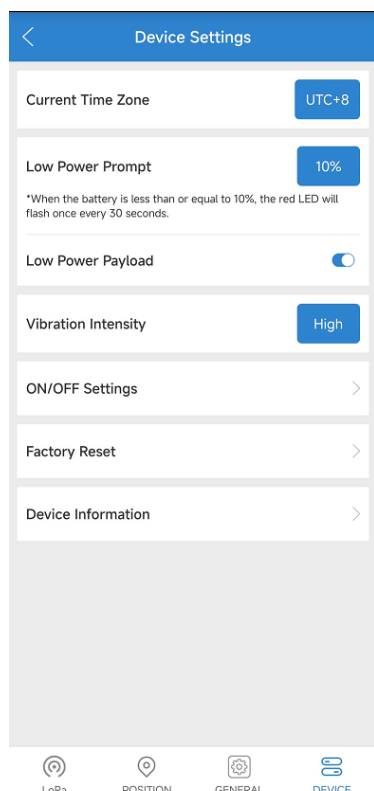 Device Settings
Current Time Zone
UTC+8
Low Power Prompt
10%
*When the battery is less than or equal to 10%, the red LED will
flash once every 30 seconds.
Low Power Payload
Vibration Intensity
High
ON/OFF Settings
Factory Reset
Device Information
LoRa
POSITION
GENERAL
DEVICE